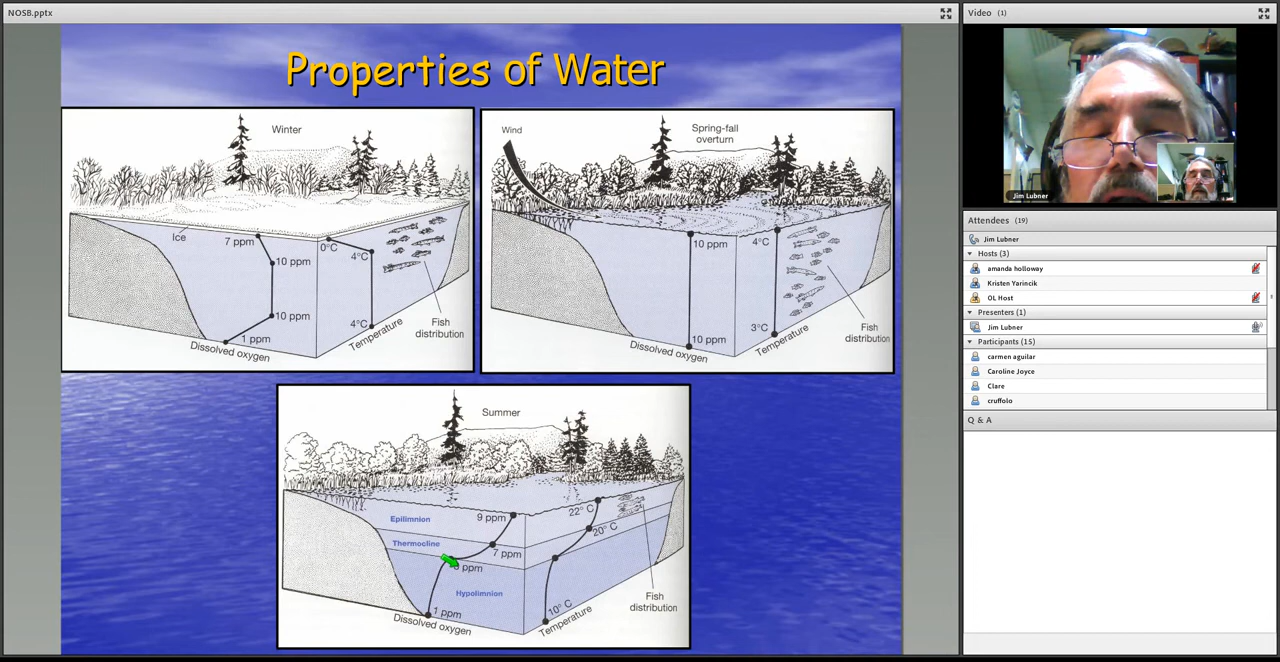 NOSB.pptx
Properties of Water
Winter
Ice
7 ppm
10 ppm
10 ppm
1 ppm
Dissolved oxygen
0°C
4°C
4°C
Temperature
Fish
distribution
Wind
Spring-fall
overturn
10 ppm
10 ppm
Dissolved oxygen
4°C
3°C
Temperature
Fish
distribution
Summer
Epilimnion
Thermocline
Hypolimnion
9 ppm
7 ppm
ppm
1 ppm
Dissolved oxygen
22° C
20° C
10° C
Temperature
Fish
distribution
Video (1)
Jim Lubner
Attendees (19)
Jim Lubner
Hosts (3)
amanda holloway
Kristen Yarincik
OL Host
Presenters (1)
Jim Lubner
Participants (15)
carmen aguilar
Caroline Joyce
Clare
cruffolo
Q & A